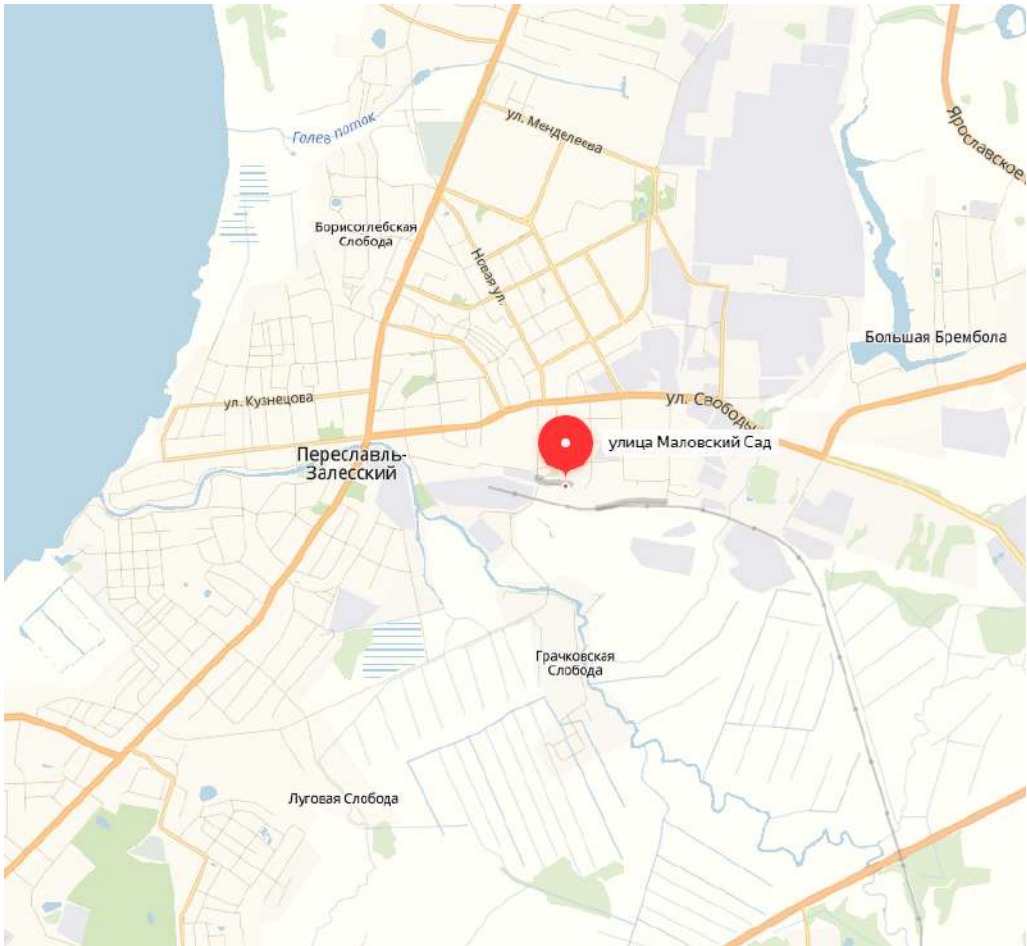 ул. Менделеева
Голев поток
Ярославское
Борисоглебская
Слобода
Новая ул.
Большая Брембола
ул. Кузнецова
ул. Свободы
улица Маловский Сад
Переславль-
Залесский
Грачковская
Слобода
Луговая Слобода